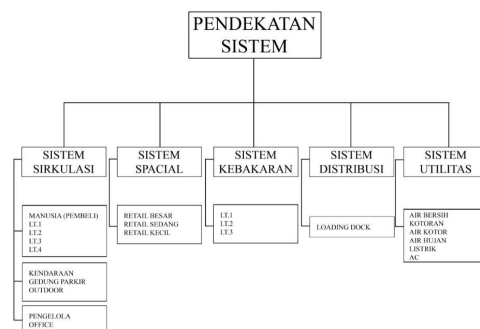 PENDEKATAN
SISTEM
SISTEM
SIRKULASI
SISTEM
SPACIAL
SISTEM
KEBAKARAN
SISTEM
DISTRIBUSI
SISTEM
UTILITAS
MANUSIA (PEMBELI)
LT.1
LT.2
LT.3
LT.4
KENDARAAN
GEDUNG PARKIR
OUTDOOR
PENGELOLA
OFFICE
RETAIL BESAR
RETAIL SEDANG
RETAIL KECIL
LT.1
LT.2
LT.3
LOADING DOCK
AIR BERSIH
KOTORAN
AIR KOTOR
AIR HUJAN
LISTRIK
AC